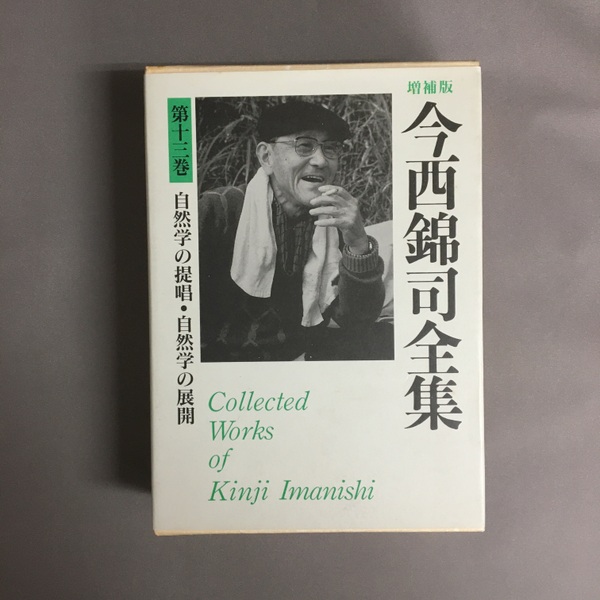 増補版
今西錦司全集
第十三巻
自然学の提唱・自然学の展開
Collected
Works
of
Kinji Imanishi